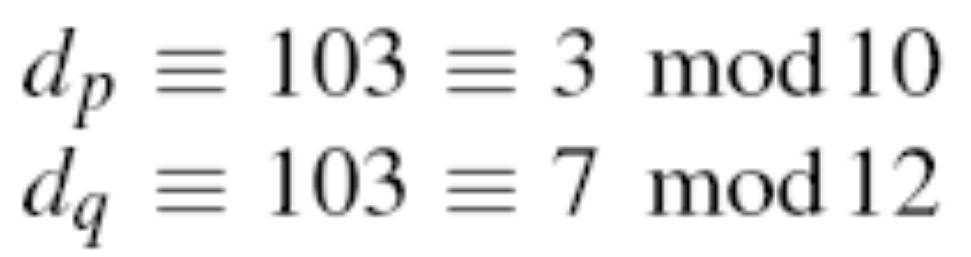 d_p ≡ 103 ≡ 3 mod 10
d_q ≡ 103 ≡ 7 mod 12